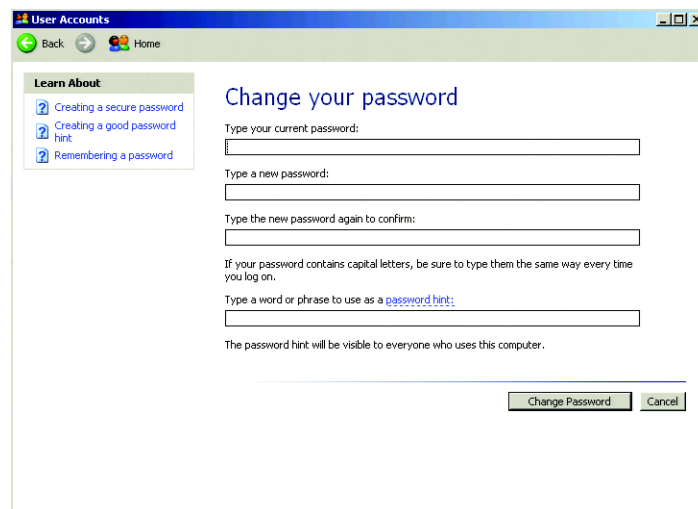 User Accounts
Back Home
Learn About
Creating a secure password
Creating a good password
hint
Remembering a password
Change your password
Type your current password:
Type a new password:
Type the new password again to confirm:
If your password contains capital letters, be sure to type them the same way every time
you log on.
Type a word or phrase to use as a password hint:
The password hint will be visible to everyone who uses this computer.
Change Password Cancel